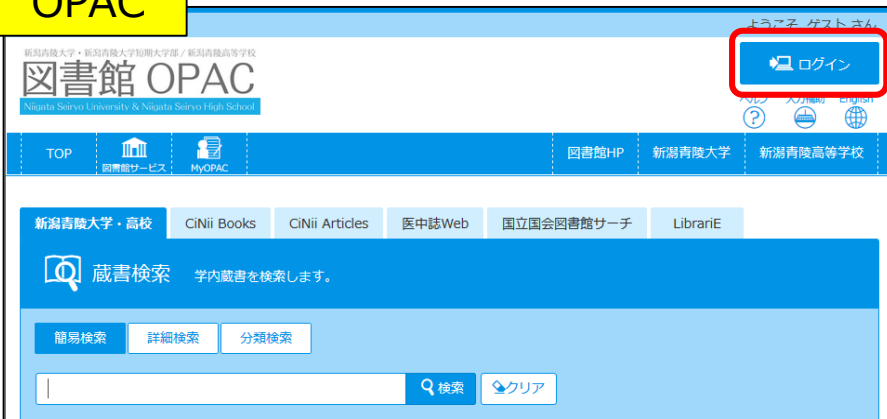 OPAC
ようこそ ゲスト さん
新潟青陵大学・新潟青陵大学短期大学部 / 新潟青陵高等学校
図書館 OPAC
Niigata Seiryo University & Niigata Seiryo High School
ログイン
ヘルプ 入力補助 English
TOP 図書館サービス MyOPAC 図書館HP 新潟青陵大学 新潟青陵高等学校
新潟青陵大学・高校 CiNii Books CiNii Articles 医中誌Web 国立国会図書館サーチ LibrariE
蔵書検索 学内蔵書を検索します。
簡易検索 詳細検索 分類検索
検索 クリア